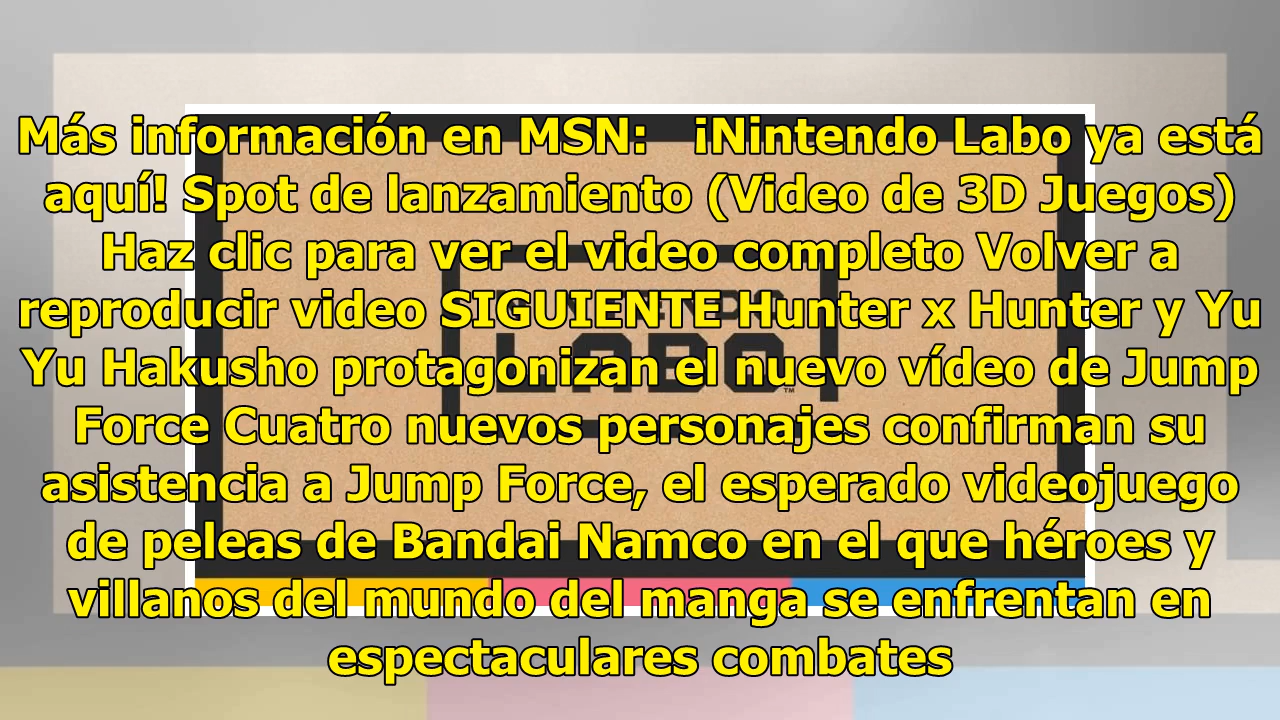 Más información en MSN:   ¡Nintendo Labo ya está
aquí! Spot de lanzamiento (Video de 3D Juegos)
Haz clic para ver el video completo Volver a
reproducir video SIGUIENTE Hunter x Hunter y Yu
Yu Hakusho protagonizan el nuevo vídeo de Jump
Force Cuatro nuevos personajes confirman su
asistencia a Jump Force, el esperado videojuego
de peleas de Bandai Namco en el que héroes y
villanos del mundo del manga se enfrentan en
espectaculares combates
NINTENDO
LABO™